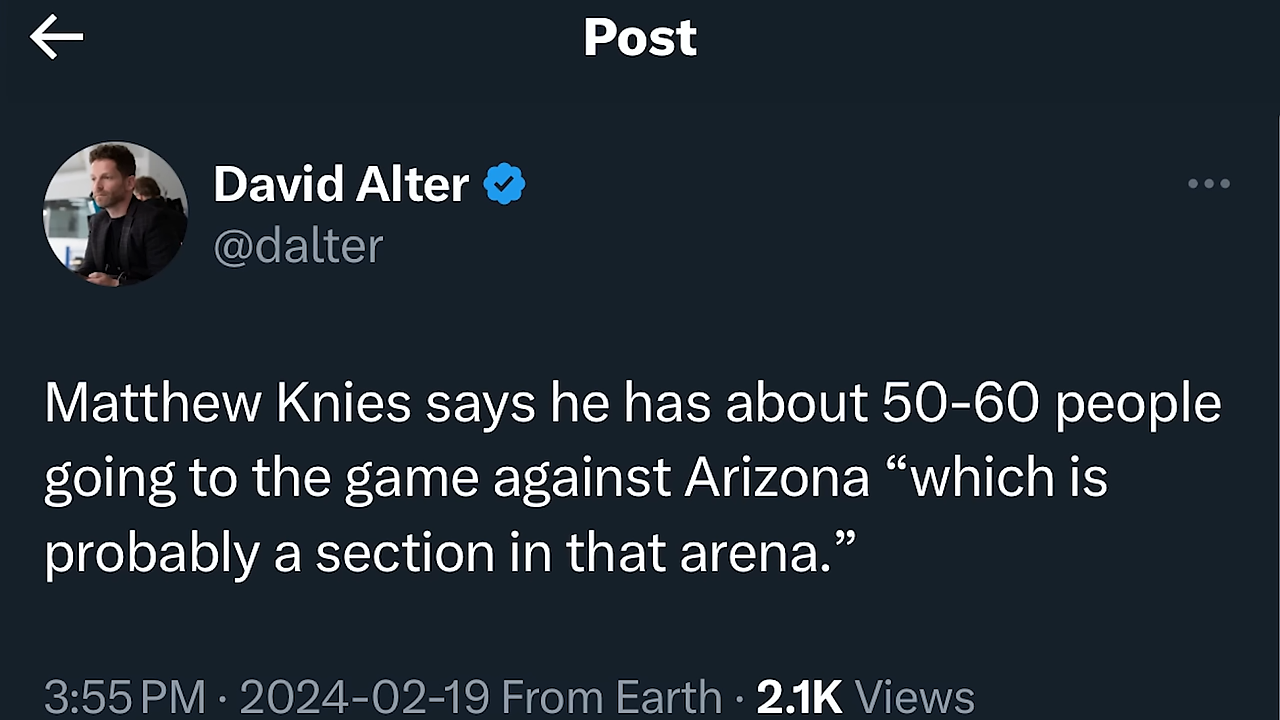 Post
David Alter
@dalter
Matthew Knies says he has about 50-60 people
going to the game against Arizona “which is
probably a section in that arena.”
3:55 PM · 2024-02-19 From Earth · 2.1K Views